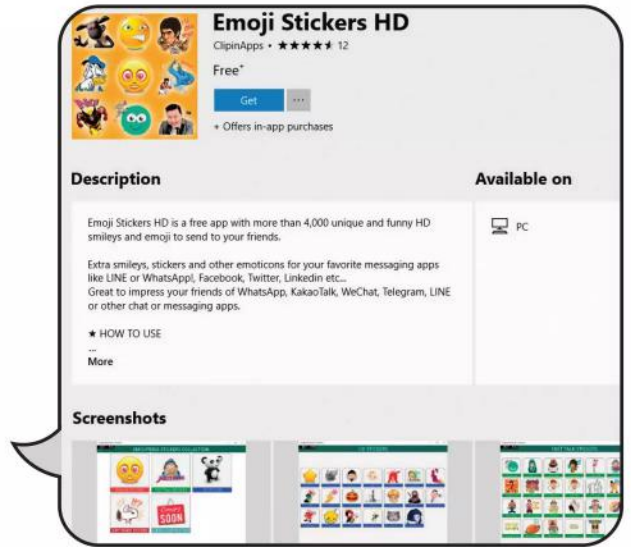 Emoji Stickers HD
ClipinApps • ★★★★★ 12
Free⁺
Get ...
+ Offers in-app purchases
Description
Available on
Emoji Stickers HD is a free app with more than 4,000 unique and funny HD
smileys and emoji to send to your friends.
PC
Extra smileys, stickers and other emoticons for your favorite messaging apps
like LINE or WhatsApp!, Facebook, Twitter, Linkedin etc...
Great to impress your friends of WhatsApp, KakaoTalk, WeChat, Telegram, LINE
or other chat or messaging apps.
★ HOW TO USE
...
More
Screenshots
SOON